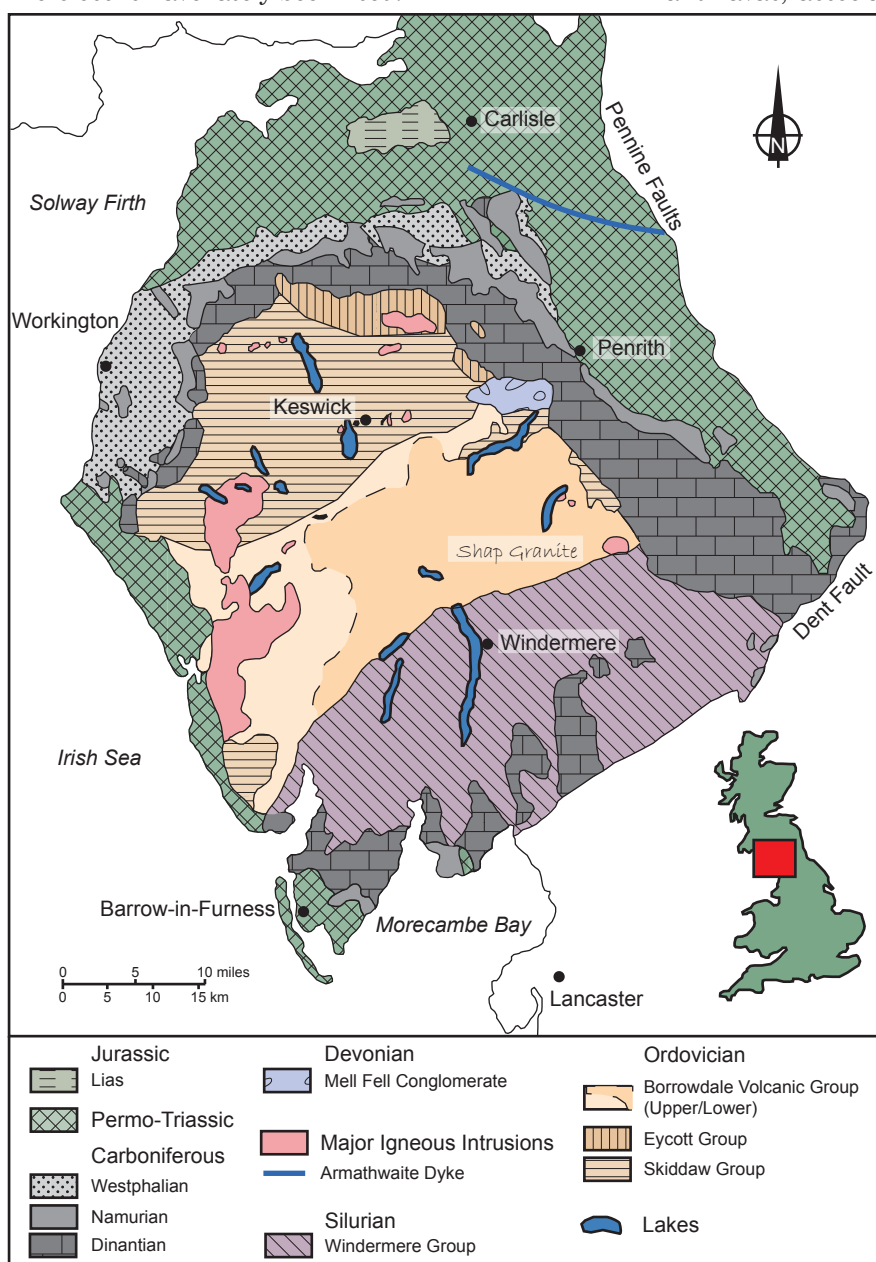 Carlisle
Pennine Faults
N
Solway Firth
Workington
Penrith
Keswick
Shap Granite
Dent Fault
Windermere
Irish Sea
Barrow-in-Furness
Morecambe Bay
0 5 10 miles
0 5 10 15 km
Lancaster
Jurassic
Lias
Permo-Triassic
Carboniferous
Westphalian
Namurian
Dinantian
Devonian
Mell Fell Conglomerate
Major Igneous Intrusions
Armathwaite Dyke
Silurian
Windermere Group
Ordovician
Borrowdale Volcanic Group
(Upper/Lower)
Eycott Group
Skiddaw Group
Lakes